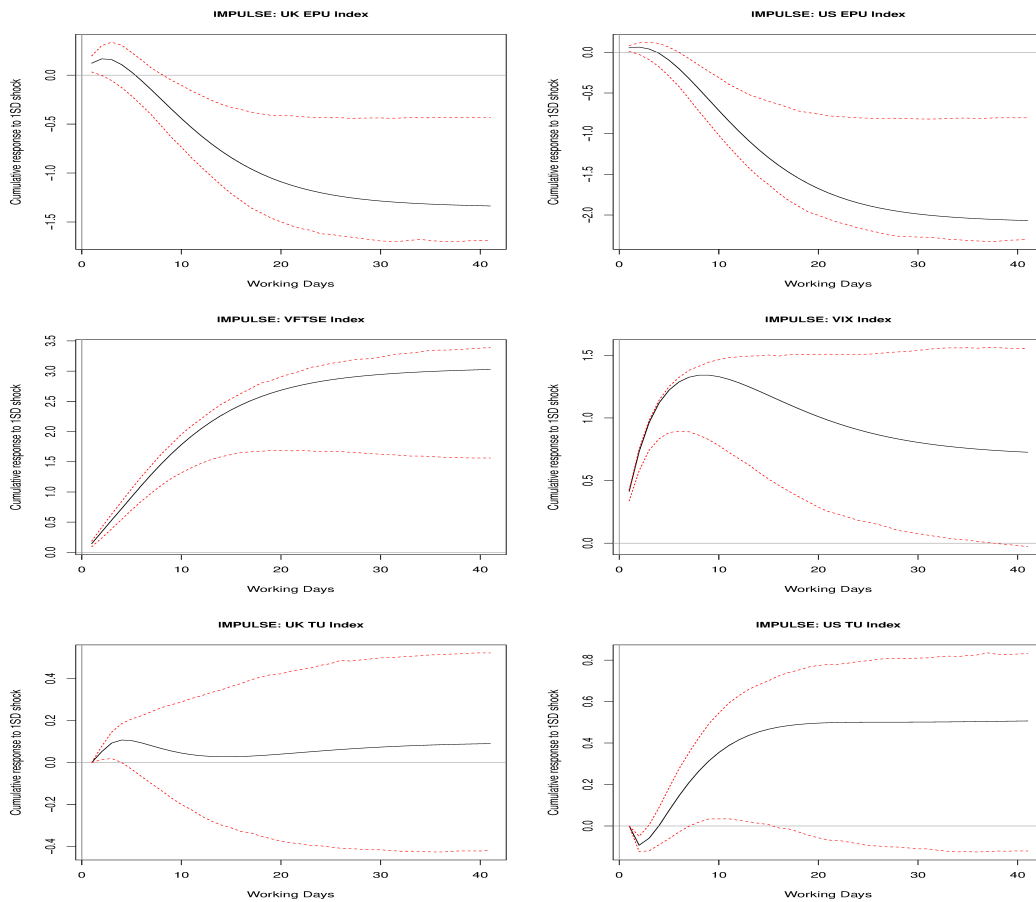 IMPULSE: UK EPU Index
Cumulative response to 1SD shock
0.0
-0.5
-1.0
-1.5
0 10 20 30 40
Working Days
IMPULSE: US EPU Index
Cumulative response to 1SD shock
0.0
-0.5
-1.0
-1.5
-2.0
0 10 20 30 40
Working Days
IMPULSE: VFTSE Index
Cumulative response to 1SD shock
3.5
3.0
2.5
2.0
1.5
1.0
0.5
0.0
0 10 20 30 40
Working Days
IMPULSE: VIX Index
Cumulative response to 1SD shock
1.5
1.0
0.5
0.0
0 10 20 30 40
Working Days
IMPULSE: UK TU Index
Cumulative response to 1SD shock
0.4
0.2
0.0
-0.2
-0.4
0 10 20 30 40
Working Days
IMPULSE: US TU Index
Cumulative response to 1SD shock
0.8
0.6
0.4
0.2
0.0
0 10 20 30 40
Working Days